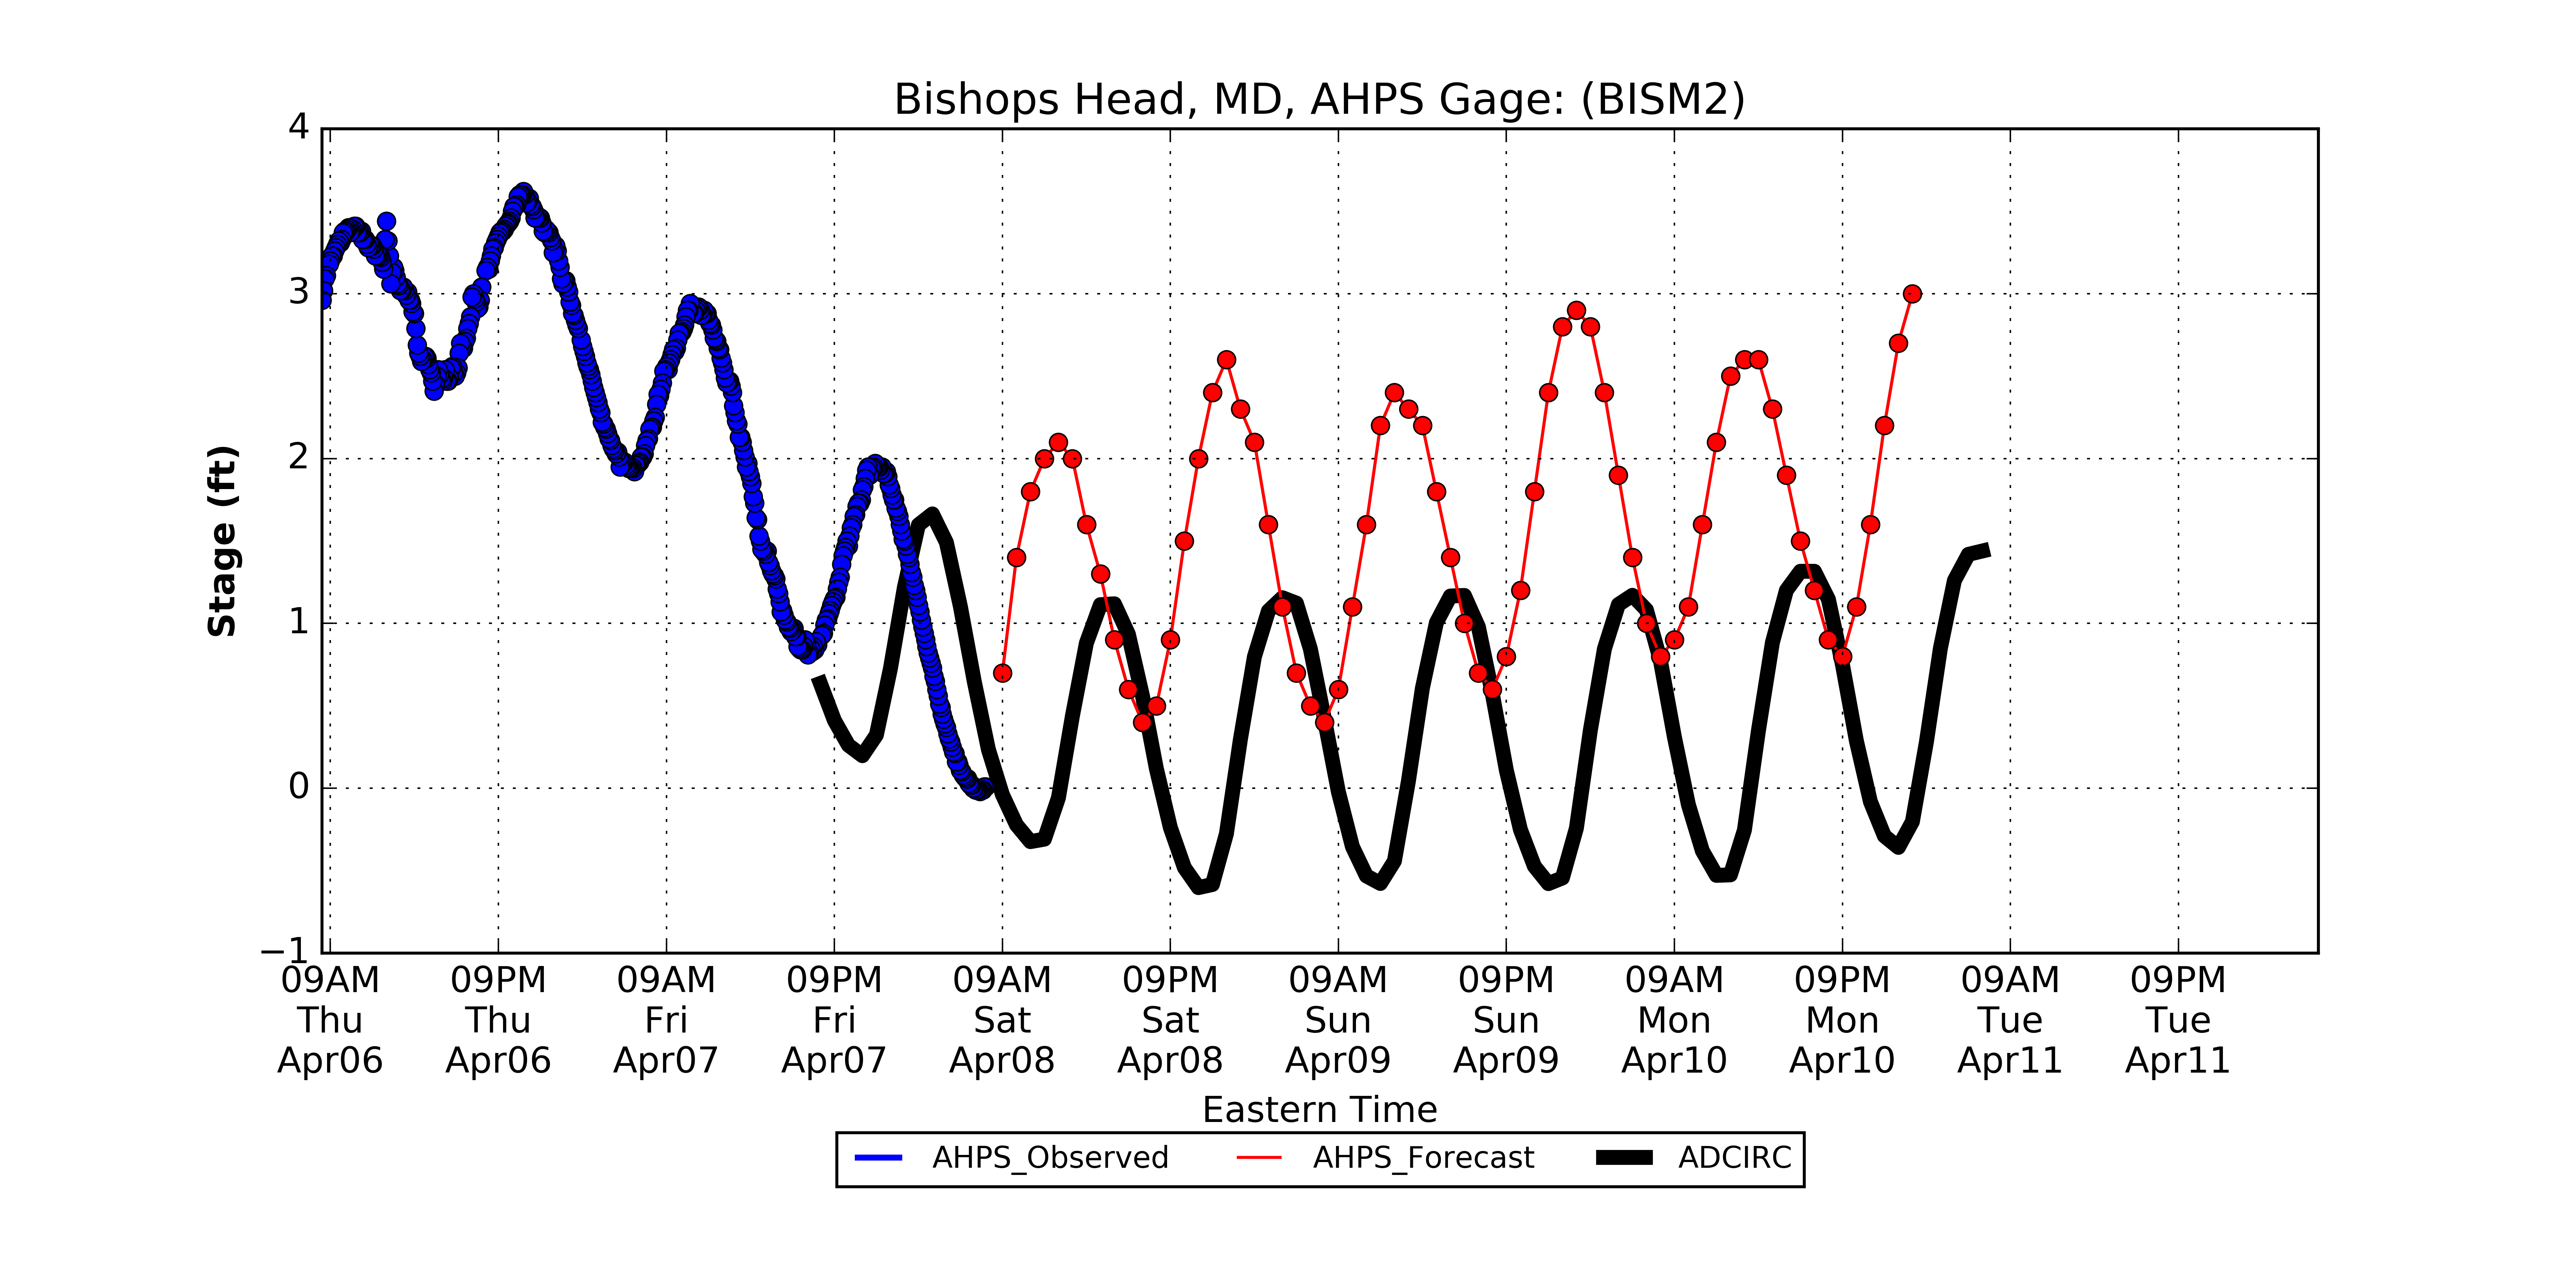 Bishops Head, MD, AHPS Gage: (BISM2)
4
3
2
1
0
−1
Stage (ft)
09AM 09PM 09AM 09PM 09AM 09PM 09AM 09PM 09AM 09PM 09AM 09PM
Thu Thu Fri Fri Sat Sat Sun Sun Mon Mon Tue Tue
Apr06 Apr06 Apr07 Apr07 Apr08 Apr08 Apr09 Apr09 Apr10 Apr10 Apr11 Apr11
Eastern Time
AHPS_Observed AHPS_Forecast ADCIRC